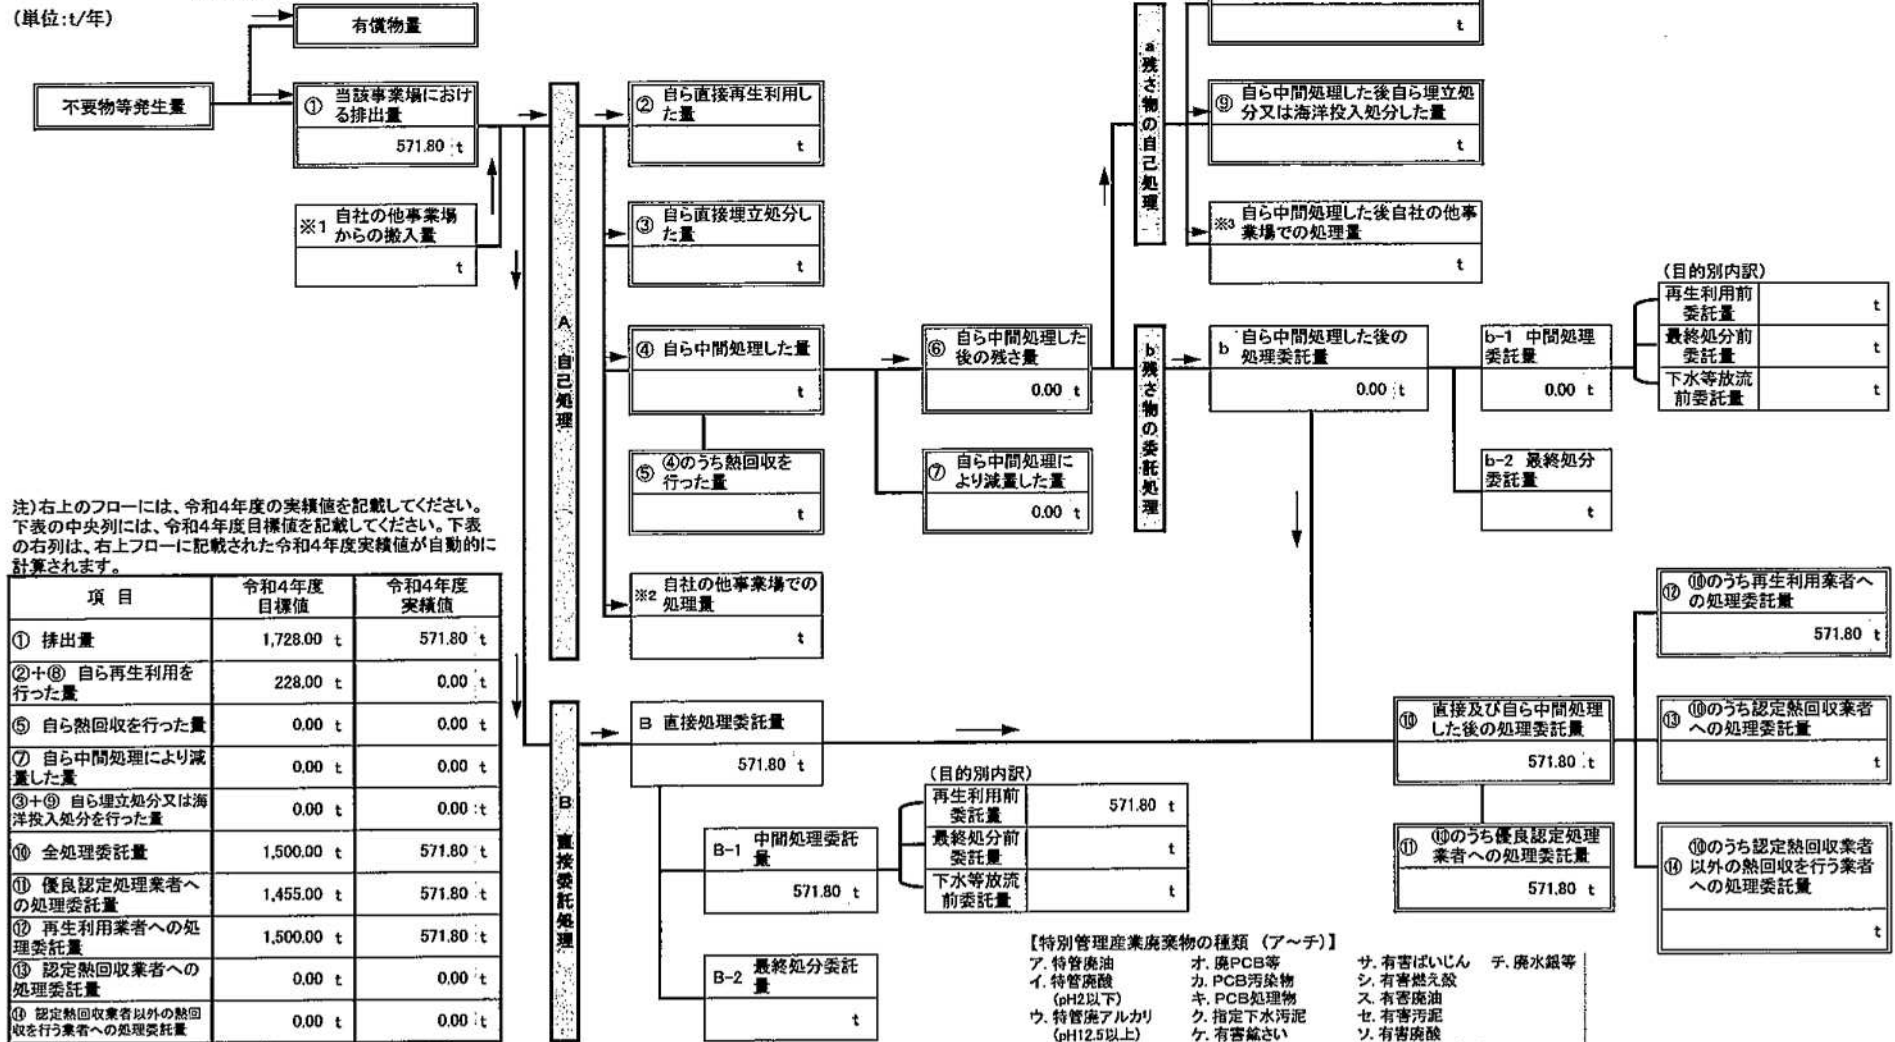 (単位:t/年)
有償物量
不要物等発生量
① 当該事業場におけ
る排出量
571.80 t
※1 自社の他事業場
からの搬入量
t
A 自己処理
② 自ら直接再生利用し
た量
t
③ 自ら直接埋立処分し
た量
t
④ 自ら中間処理した量
t
⑤ ④のうち熱回収を
行った量
t
※2 自社の他事業場での
処理量
t
⑥ 自ら中間処理した
後の残さ量
0.00 t
⑦ 自ら中間処理に
より減量した量
0.00 t
a 残さ物の自己処理
t
⑨ 自ら中間処理した後自ら埋立処
分又は海洋投入処分した量
t
※3 自ら中間処理した後自社の他事
業場での処理量
t
b 残さ物の委託処理
b 自ら中間処理した後の
処理委託量
0.00 t
b-1 中間処理
委託量
0.00 t
b-2 最終処分
委託量
t
(目的別内訳)
再生利用前
委託量
t
最終処分前
委託量
t
下水等放流
前委託量
t
注)右上のフローには、令和4年度の実績値を記載してください。
下表の中央列には、令和4年度目標値を記載してください。下表
の右列は、右上フローに記載された令和4年度実績値が自動的に
計算されます。
項 目 令和4年度 目標値 令和4年度 実績値
① 排出量 1,728.00 t 571.80 t
②+⑧ 自ら再生利用を
行った量 228.00 t 0.00 t
⑤ 自ら熱回収を行った量 0.00 t 0.00 t
⑦ 自ら中間処理により減
量した量 0.00 t 0.00 t
③+⑨ 自ら埋立処分又は海
洋投入処分を行った量 0.00 t 0.00 t
⑩ 全処理委託量 1,500.00 t 571.80 t
⑪ 優良認定処理業者へ
の処理委託量 1,455.00 t 571.80 t
⑫ 再生利用業者への処
理委託量 1,500.00 t 571.80 t
⑬ 認定熱回収業者への
処理委託量 0.00 t 0.00 t
⑭ 認定熱回収業者以外の熱回
収を行う業者への処理委託量 0.00 t 0.00 t
B 直接委託処理
B 直接処理委託量
571.80 t
B-1 中間処理委託
量
571.80 t
B-2 最終処分委託
量
t
(目的別内訳)
再生利用前
委託量
571.80 t
最終処分前
委託量
t
下水等放流
前委託量
t
⑩ 直接及び自ら中間処理
した後の処理委託量
571.80 t
⑪ ⑩のうち優良認定処理
業者への処理委託量
571.80 t
⑫ ⑩のうち再生利用業者へ
の処理委託量
571.80 t
⑬ ⑩のうち認定熱回収業者
への処理委託量
t
⑭ ⑩のうち認定熱回収業者
以外の熱回収を行う業者
への処理委託量
t
【特別管理産業廃棄物の種類 (ア~チ)】
ア. 特管廃油 オ. 廃PCB等 サ. 有害ばいじん チ. 廃水銀等
イ. 特管廃酸 カ. PCB汚染物 シ. 有害燃え殻
(pH2以下) キ. PCB処理物 ス. 有害廃油
ウ. 特管廃アルカリ ク. 指定下水汚泥 セ. 有害汚泥
(pH12.5以上) ケ. 有害鉱さい ソ. 有害廃酸